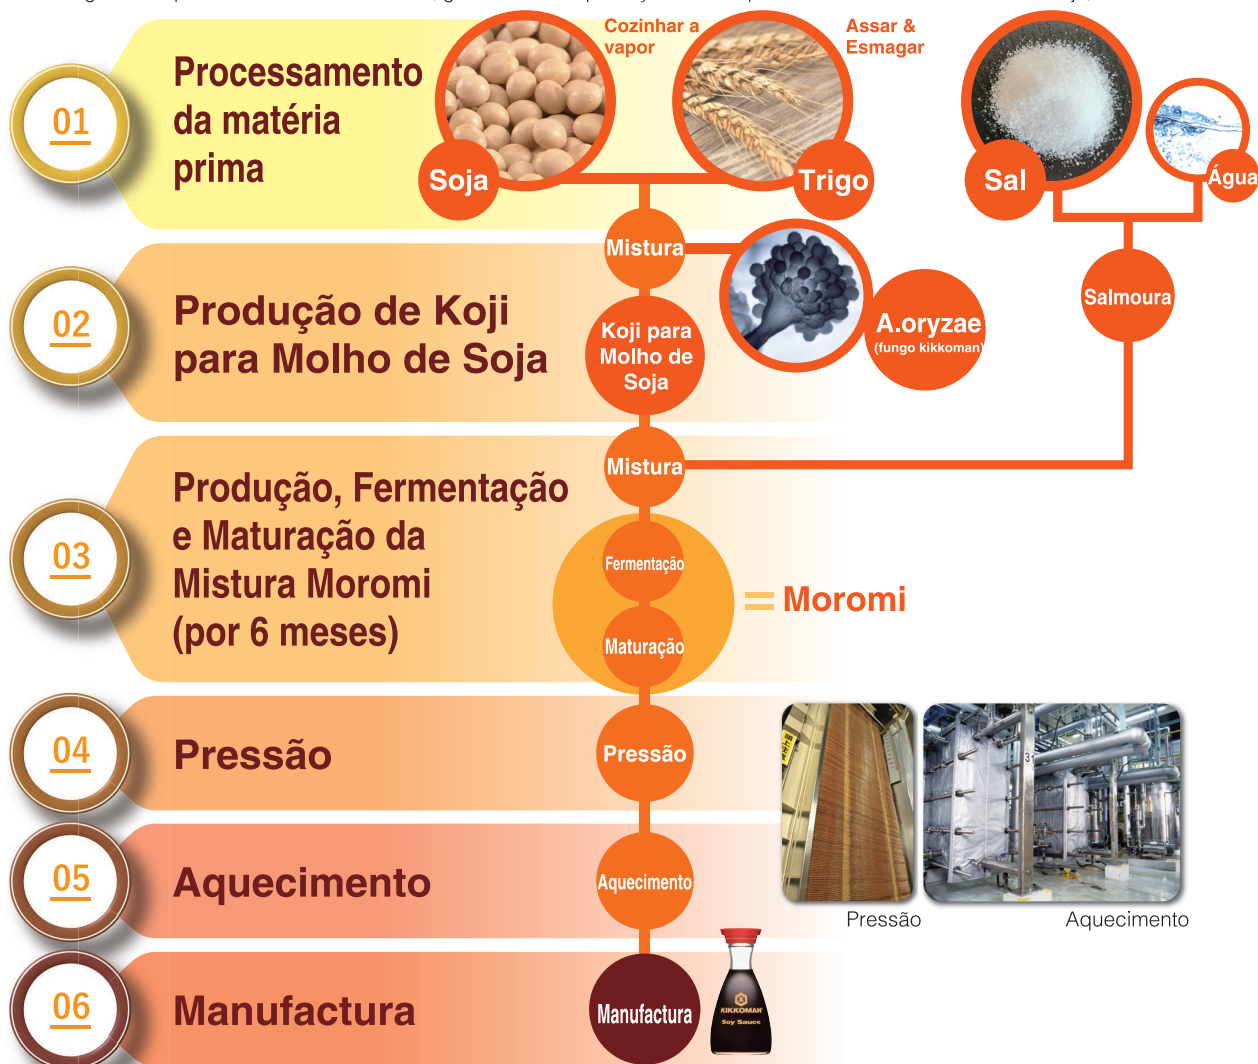 01
Processamento
da matéria
prima
Cozinhar a
vapor
Assar &
Esmagar
Soja
Trigo
Sal
Água
Mistura
02
Produção de Koji
para Molho de Soja
Koji para
Molho de
Soja
A.oryzae
(fungo kikkoman)
Salmoura
Mistura
03
Produção, Fermentação
e Maturação da
Mistura Moromi
(por 6 meses)
Fermentação
Maturação
= Moromi
04
Pressão
Pressão
31
Pressão
Aquecimento
05
Aquecimento
Aquecimento
06
Manufactura
Manufactura
KIKKOMAN
Soy Sauce